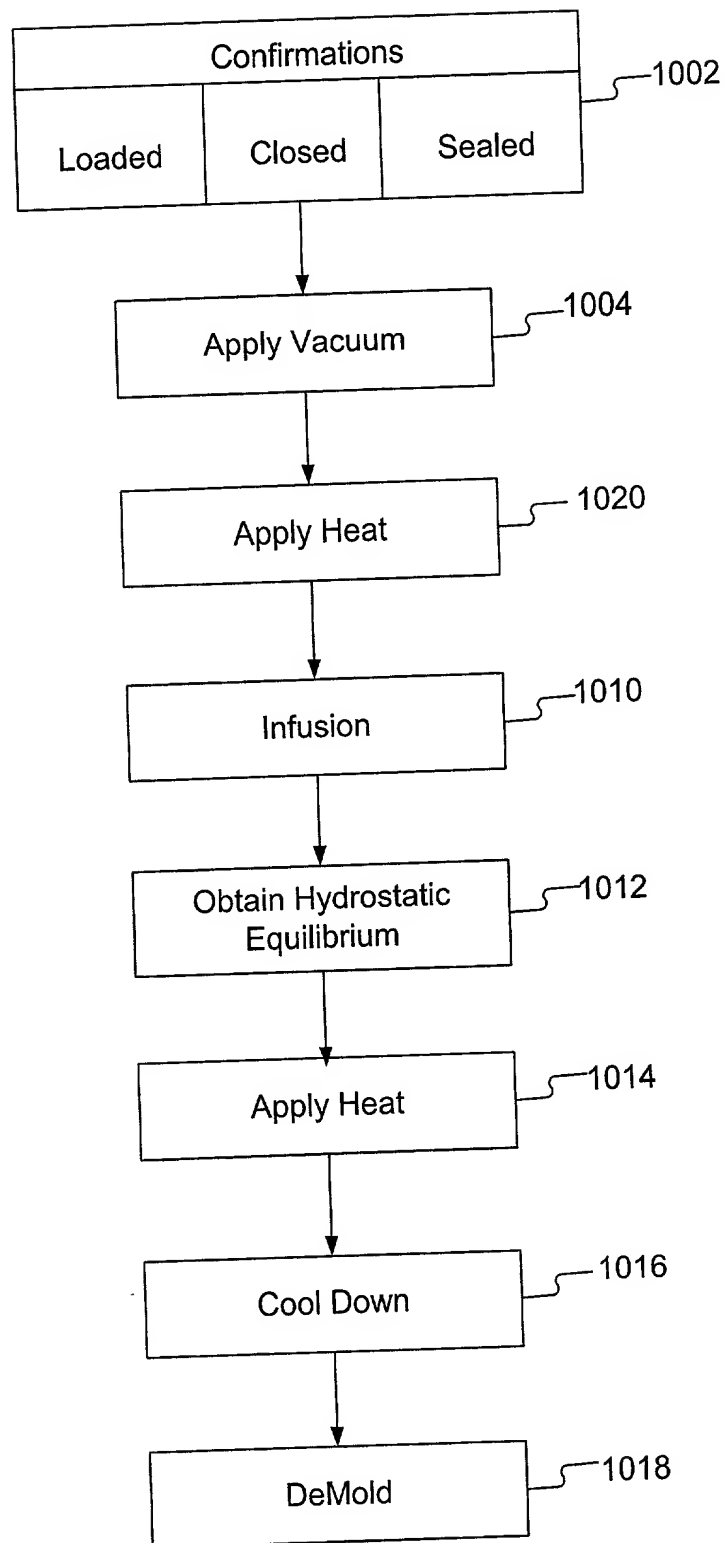 Confirmations
1002
Loaded
Closed
Sealed
Apply Vacuum
1004
Apply Heat
1020
Infusion
1010
Obtain Hydrostatic
Equilibrium
1012
Apply Heat
1014
Cool Down
1016
DeMold
1018